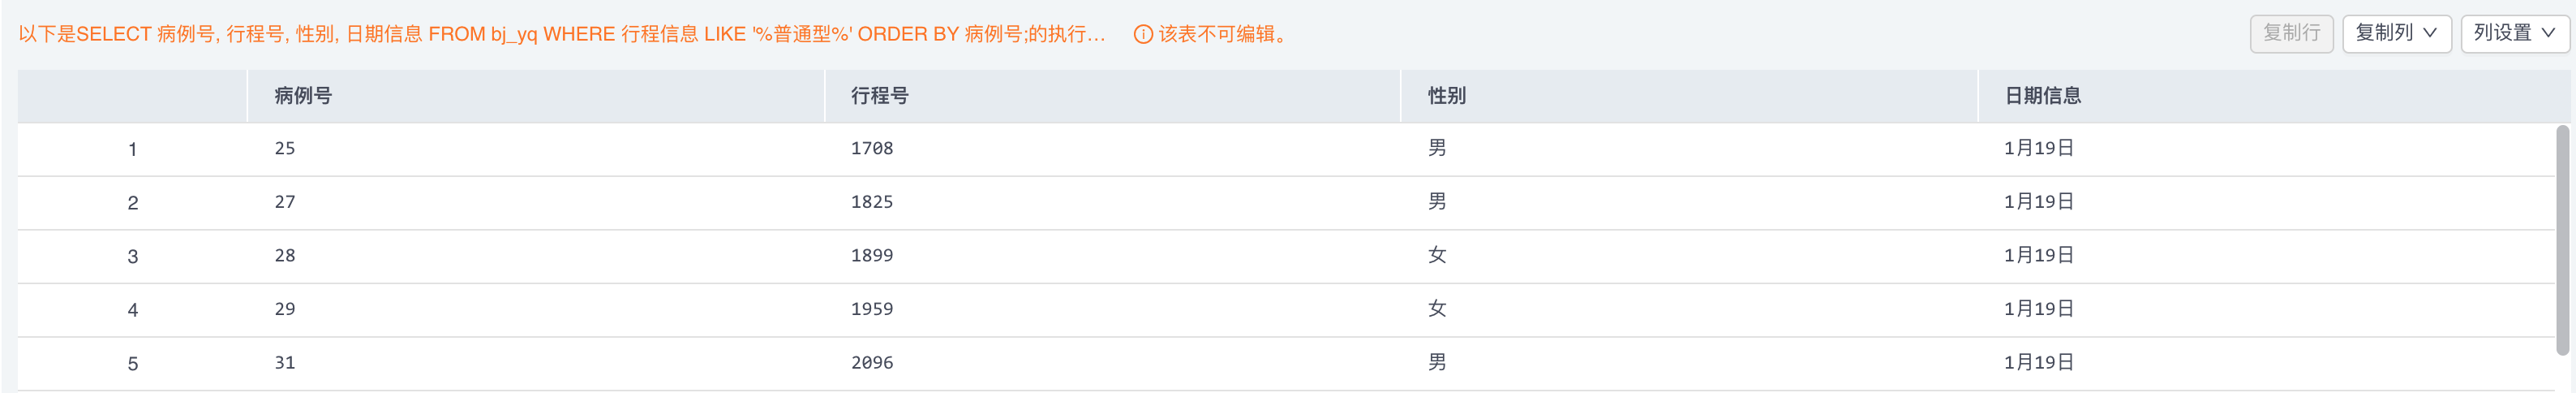 以下是SELECT 病例号, 行程号, 性别, 日期信息 FROM bj_yq WHERE 行程信息 LIKE '%普通型%' ORDER BY 病例号;的执行... 该表不可编辑。 复制行 复制列 列设置
病例号 行程号 性别 日期信息
1 25 1708 男 1月19日
2 27 1825 男 1月19日
3 28 1899 女 1月19日
4 29 1959 女 1月19日
5 31 2096 男 1月19日